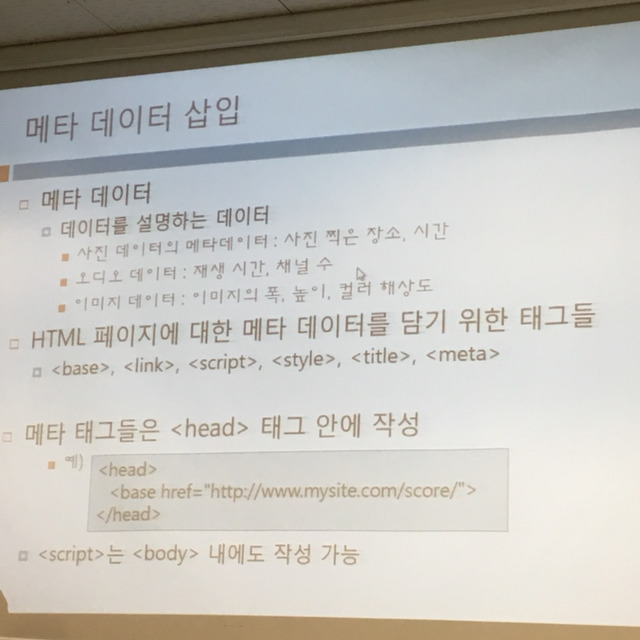 메타 데이터 삽입
메타 데이터
데이터를 설명하는 데이터
사진 데이터의 메타데이터 : 사진 찍은 장소, 시간
오디오 데이터 : 재생 시간, 채널 수
이미지 데이터 : 이미지의 폭, 높이, 컬러 해상도
HTML 페이지에 대한 메타 데이터를 담기 위한 태그들
<base>, <link>, <script>, <style>, <title>, <meta>
메타 태그들은 <head> 태그 안에 작성
예)
<head>
<base href="http://www.mysite.com/score/">
</head>
<script>는 <body> 내에도 작성 가능